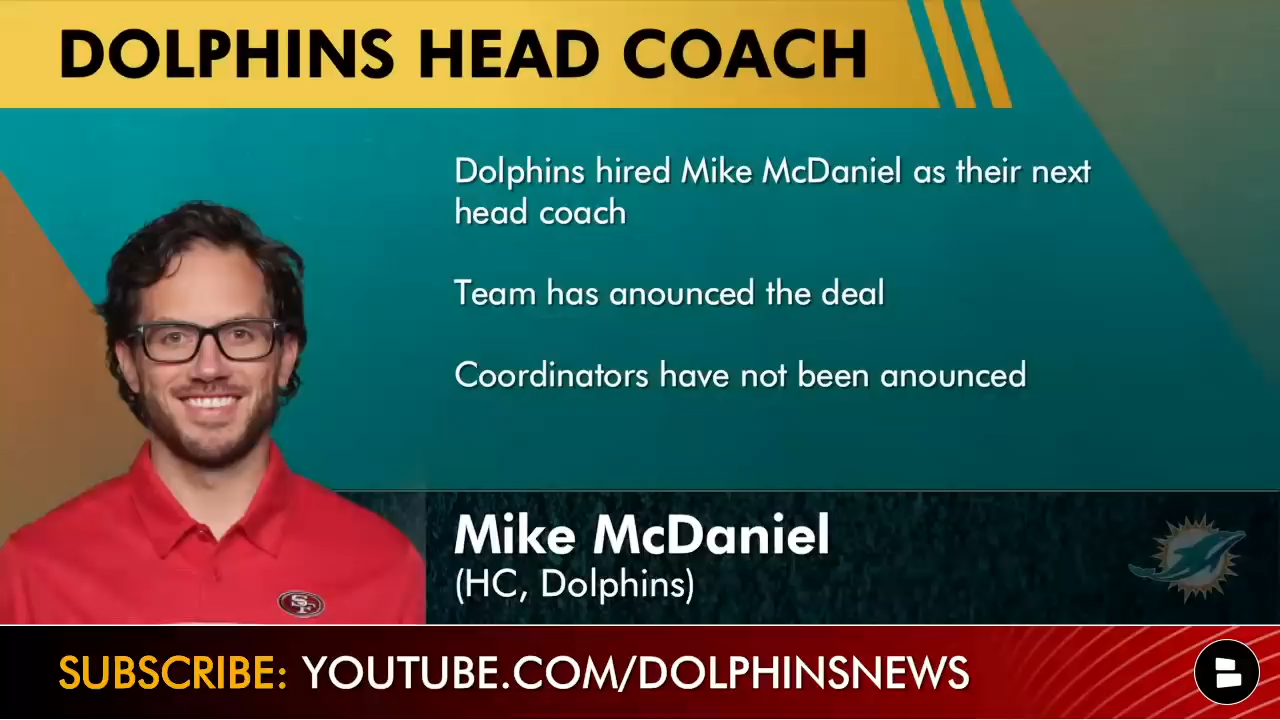 DOLPHINS HEAD COACH
Dolphins hired Mike McDaniel as their next
head coach
Team has anounced the deal
Coordinators have not been anounced
Mike McDaniel
(HC, Dolphins)
SF
SUBSCRIBE: YOUTUBE.COM/DOLPHINSNEWS